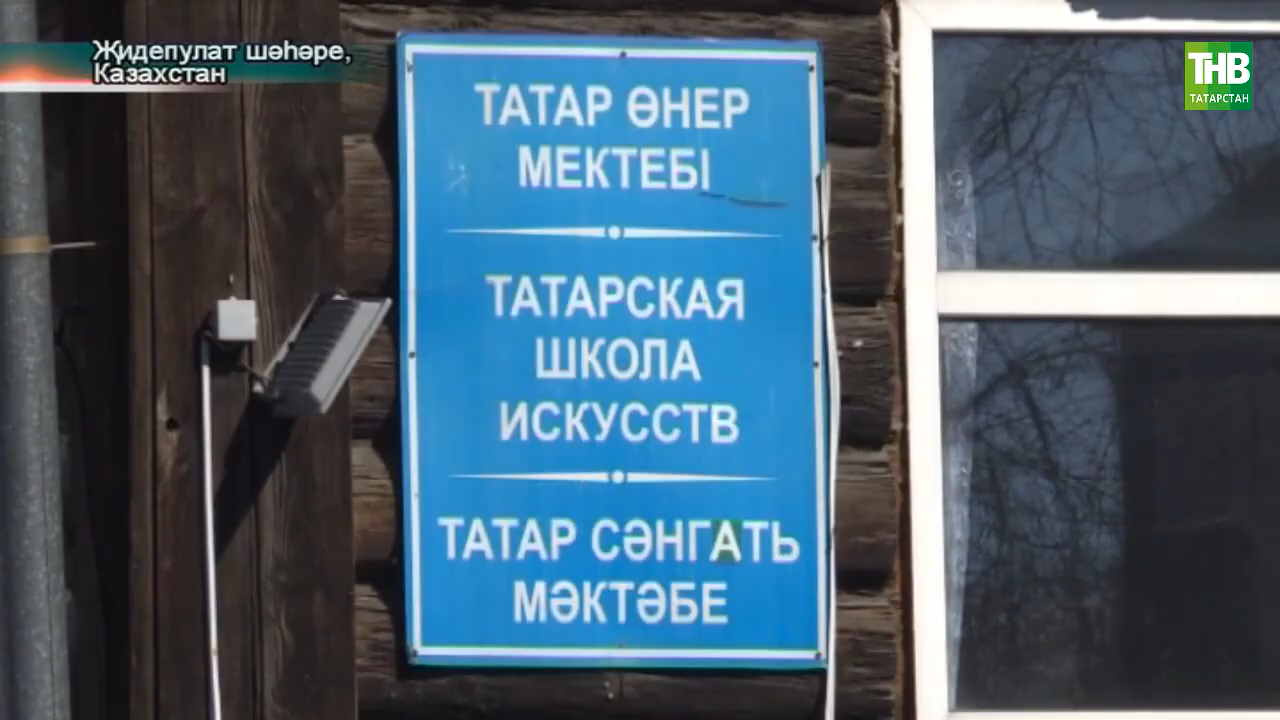 Җидепулат шәһәре,
Казахстан
ТНВ
ТАТАРСТАН
ТАТАР ӨНЕР
МЕКТЕБІ
ТАТАРСКАЯ
ШКОЛА
ИСКУССТВ
ТАТАР СӘНГАТЬ
МӘКТӘБЕ